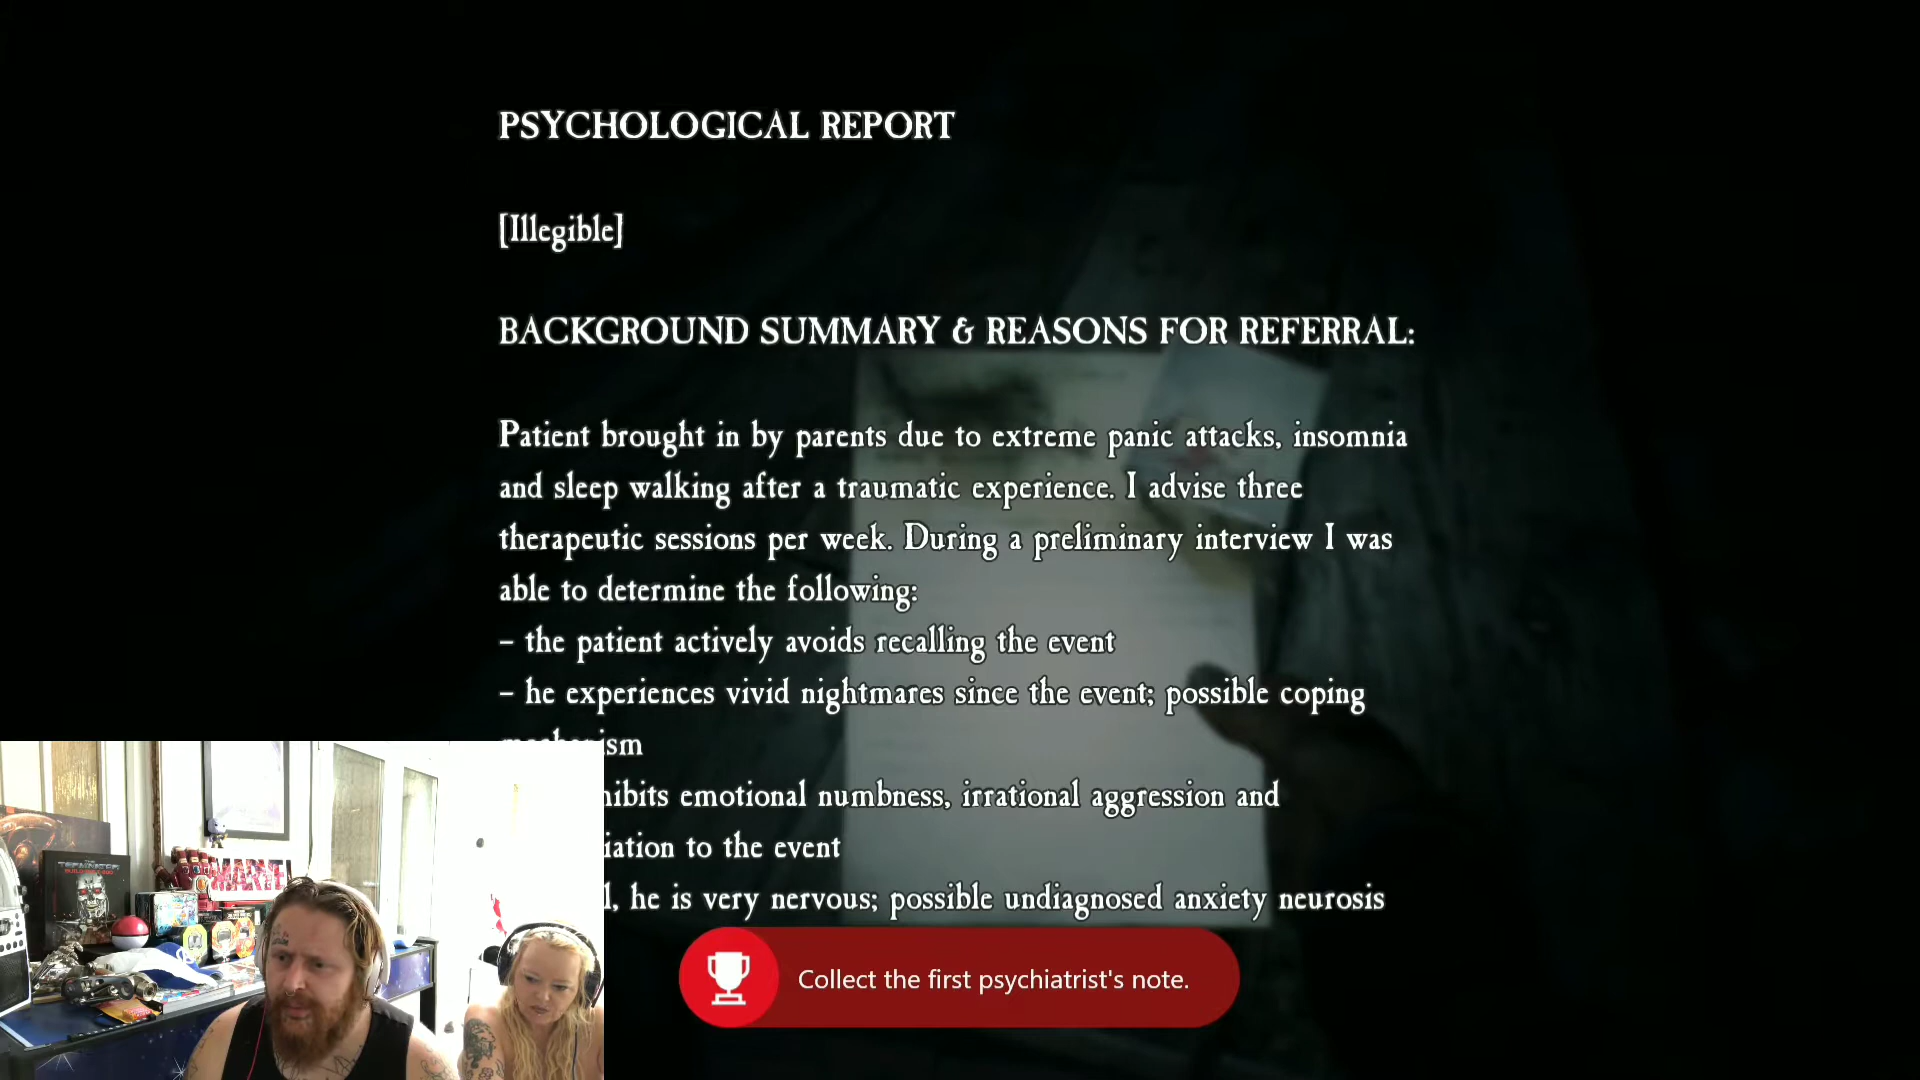 PSYCHOLOGICAL REPORT
[Illegible]
BACKGROUND SUMMARY & REASONS FOR REFERRAL:
Patient brought in by parents due to extreme panic attacks, insomnia
and sleep walking after a traumatic experience. I advise three
therapeutic sessions per week. During a preliminary interview I was
able to determine the following:
– the patient actively avoids recalling the event
– he experiences vivid nightmares since the event; possible coping
emotional numbness, irrational aggression and
to the event
he is very nervous; possible undiagnosed anxiety neurosis
Collect the first psychiatrist's note.
THE
TERMINATOR
MARVEL